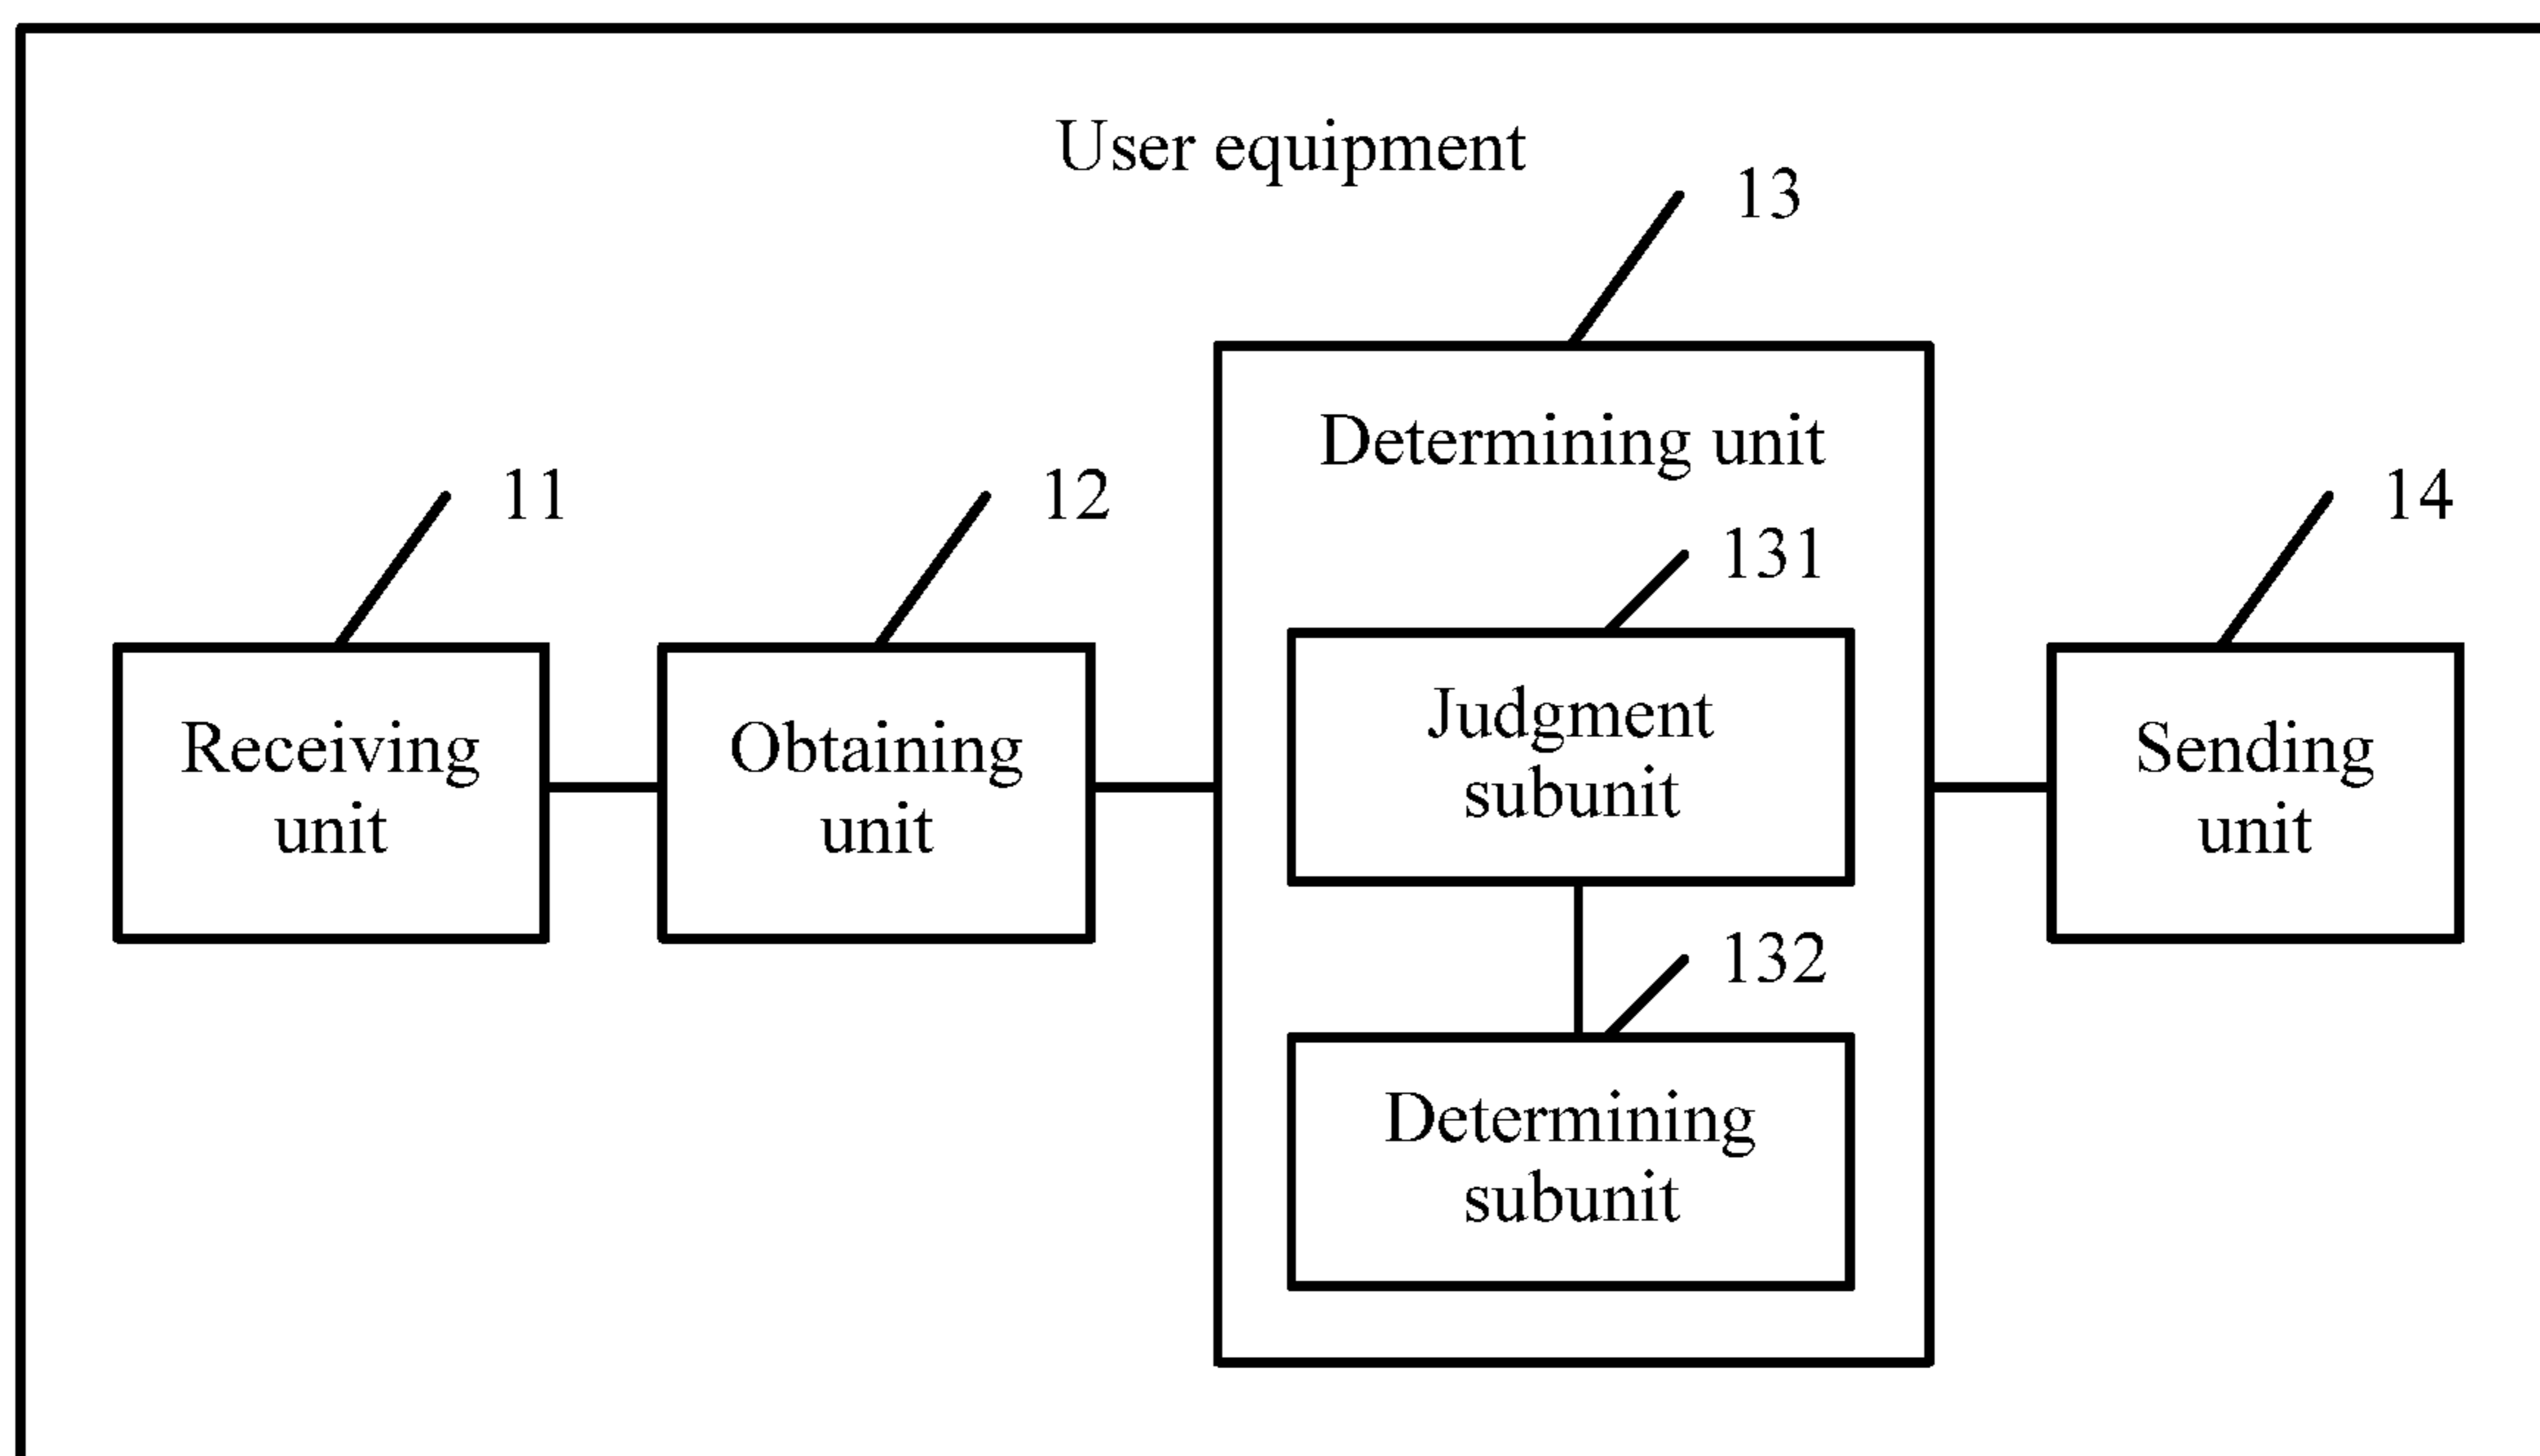 User equipment
13
Determining unit
11
12
14
131
Receiving
unit
Obtaining
unit
Judgment
subunit
Sending
unit
132
Determining
subunit